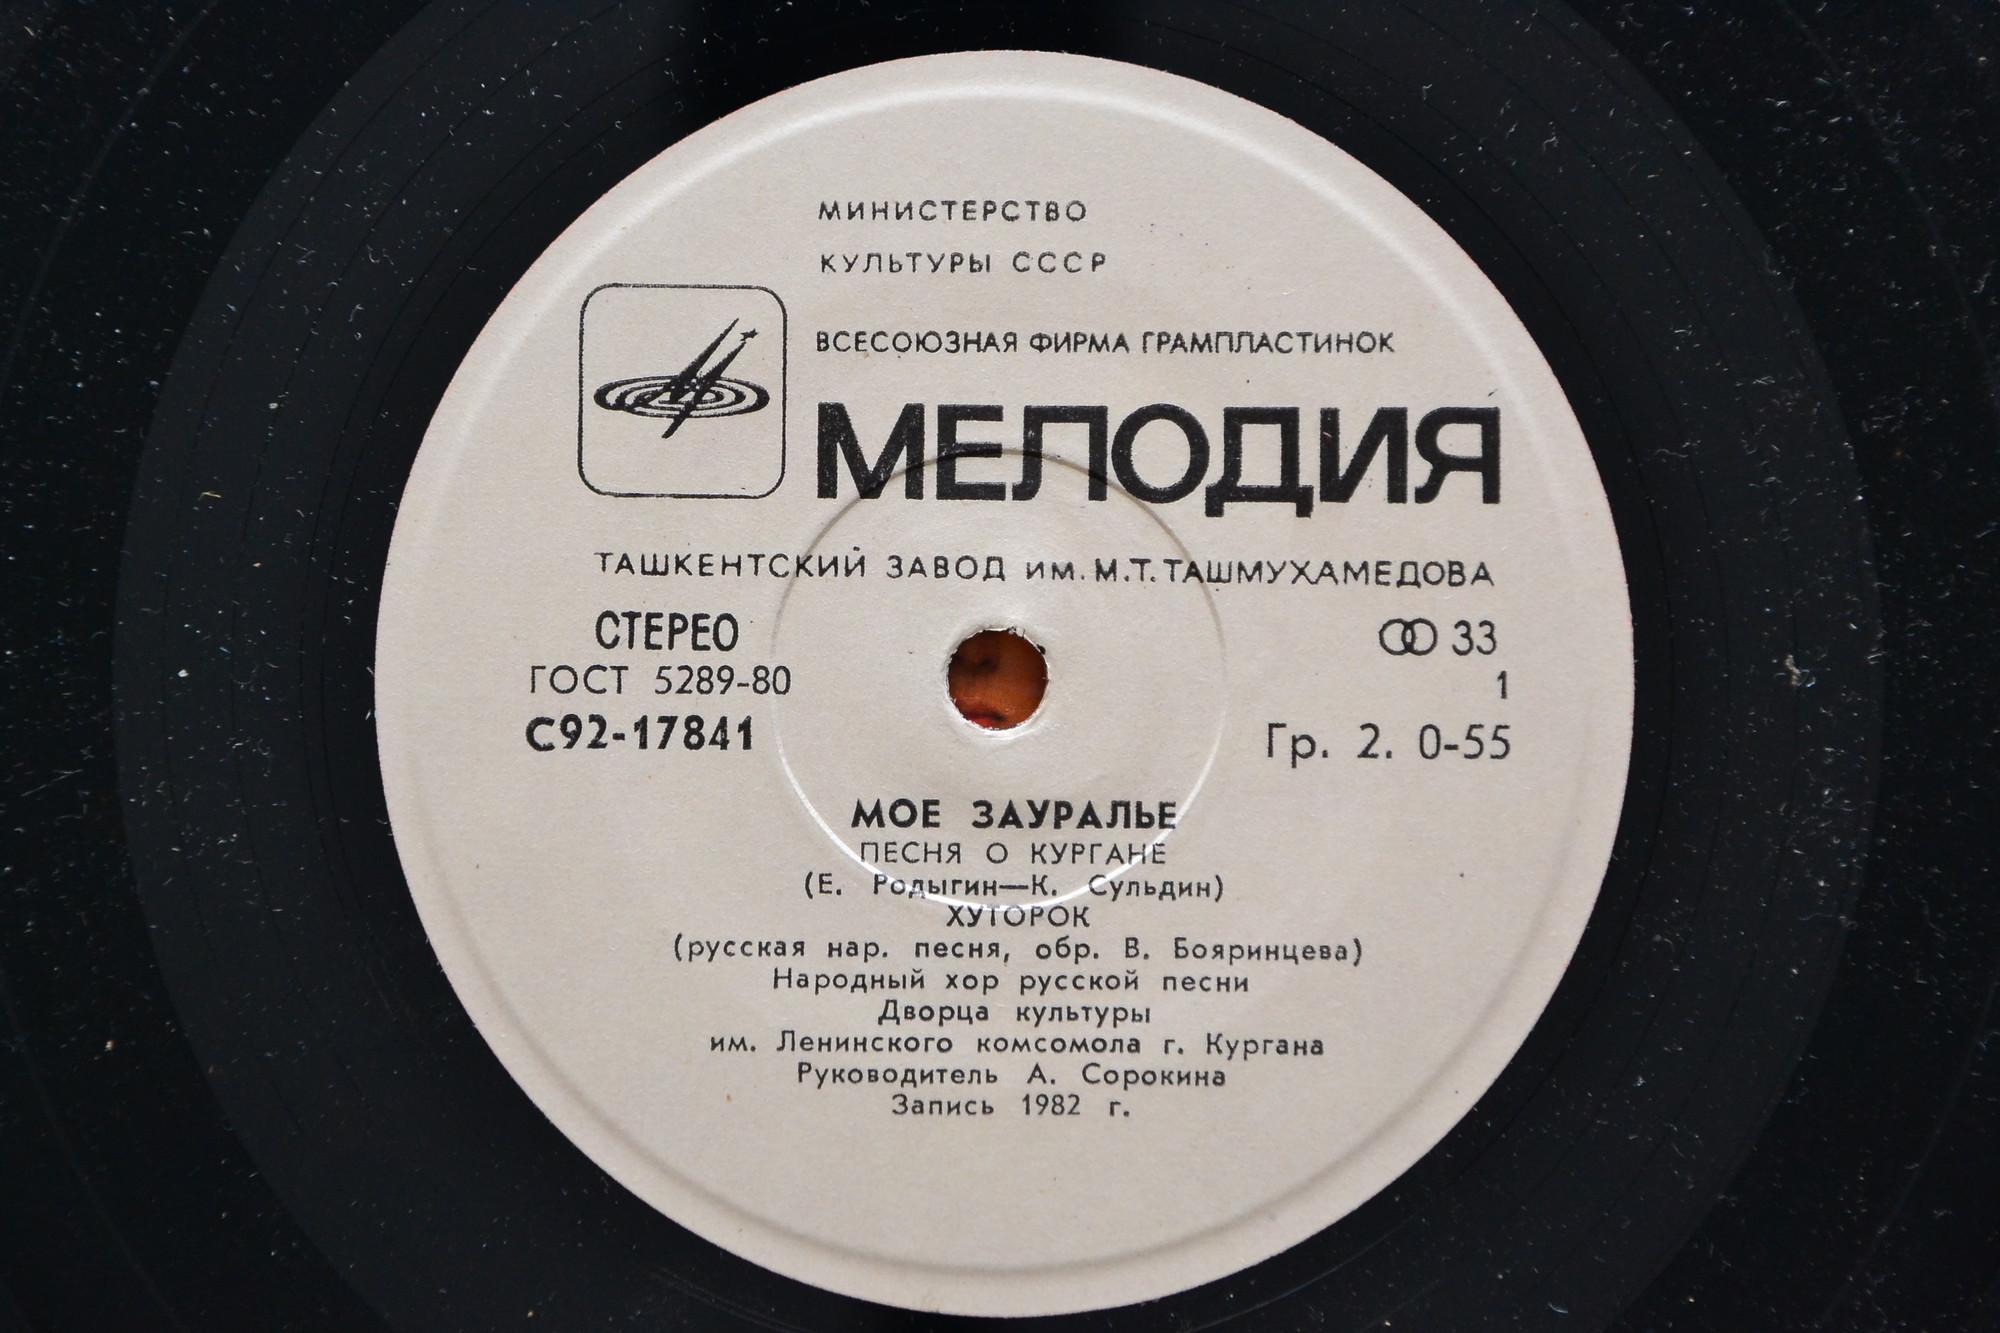 МИНИСТЕРСТВО
КУЛЬТУРЫ СССР
ВСЕСОЮЗНАЯ ФИРМА ГРАМПЛАСТИНОК
МЕЛОДИЯ
ТАШКЕНТСКИЙ ЗАВОД им. М.Т. ТАШМУХАМЕДОВА
СТЕРЕО
33
ГОСТ 5289-80
1
С92-17841
Гр. 2. 0-55
МОЕ ЗАУРАЛЬЕ
ПЕСНЯ О КУРГАНЕ
(Е. Родыгин—К. Сульдин)
ХУТОРОК
(русская нар. песня, обр. В. Бояринцева)
Народный хор русской песни
Дворца культуры
им. Ленинского комсомола г. Кургана
Руководитель А. Сорокина
Запись 1982 г.